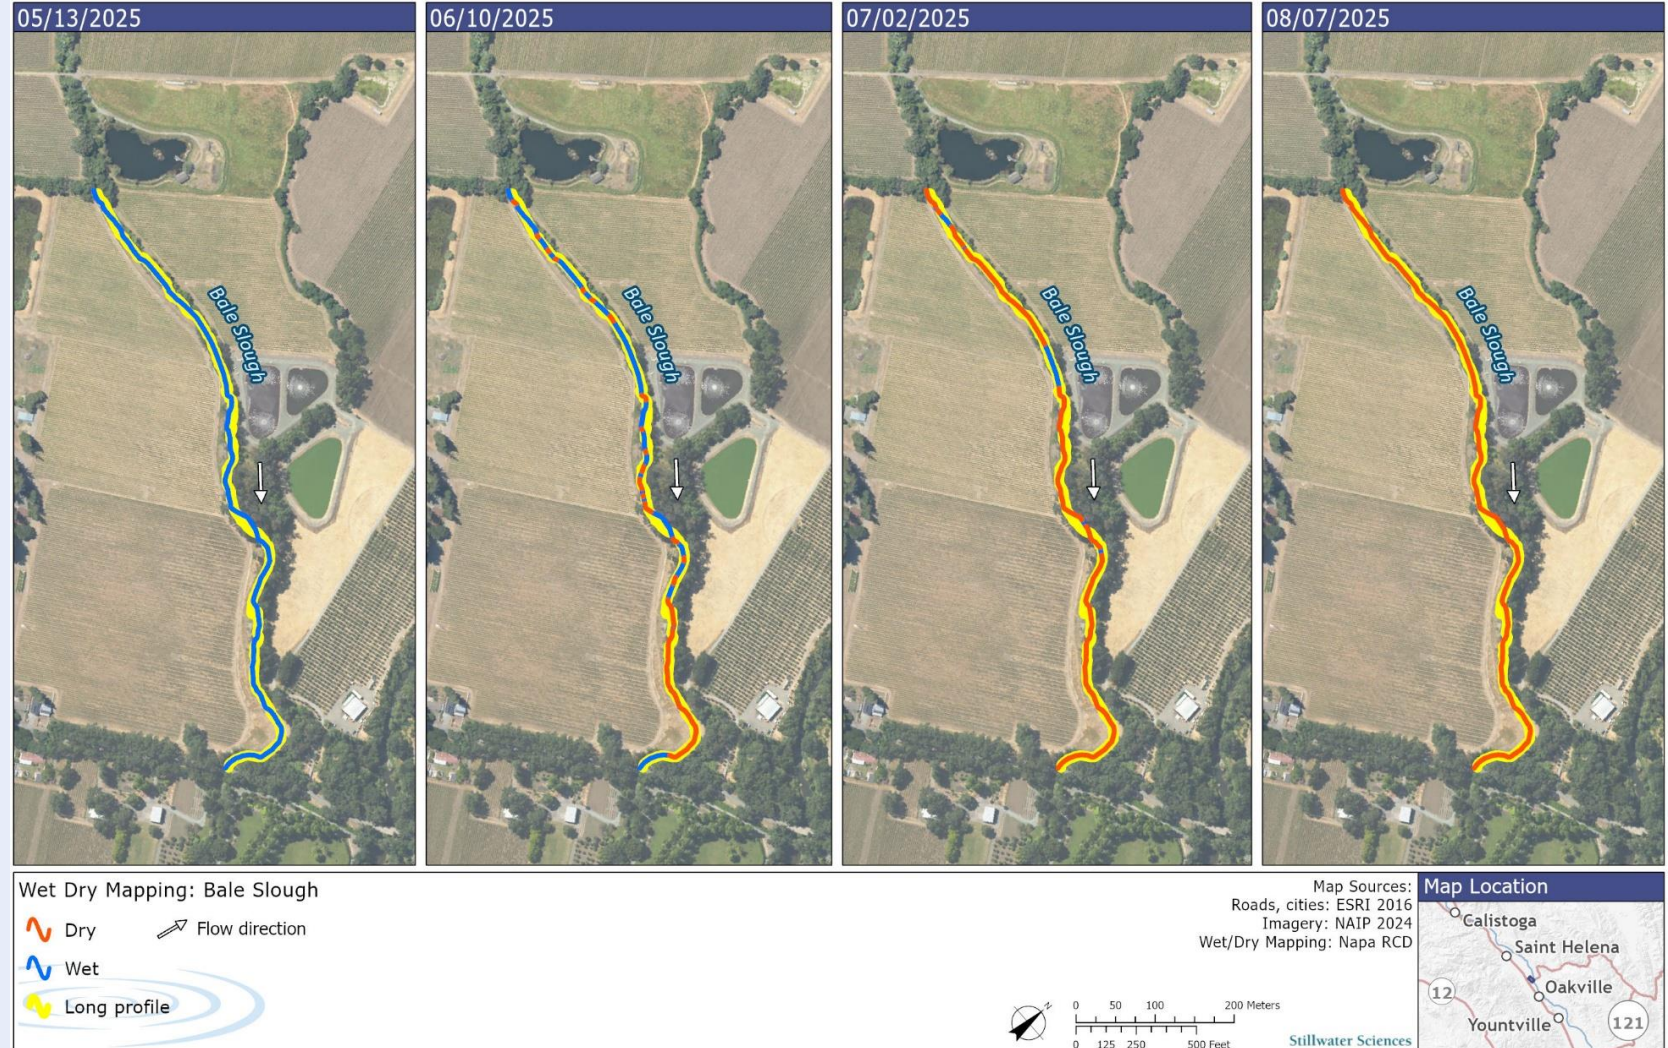 05/13/2025
06/10/2025
07/02/2025
08/07/2025
Bale Slough
Bale Slough
Bale Slough
Bale Slough
Wet Dry Mapping: Bale Slough
Dry
Flow direction
Wet
Long profile
Map Sources:
Roads, cities: ESRI 2016
Imagery: NAIP 2024
Wet/Dry Mapping: Napa RCD
N
0 50 100 200 Meters
0 125 250 500 Feet
Stillwater Sciences
Map Location
Calistoga
Saint Helena
Oakville
12
Yountville
121